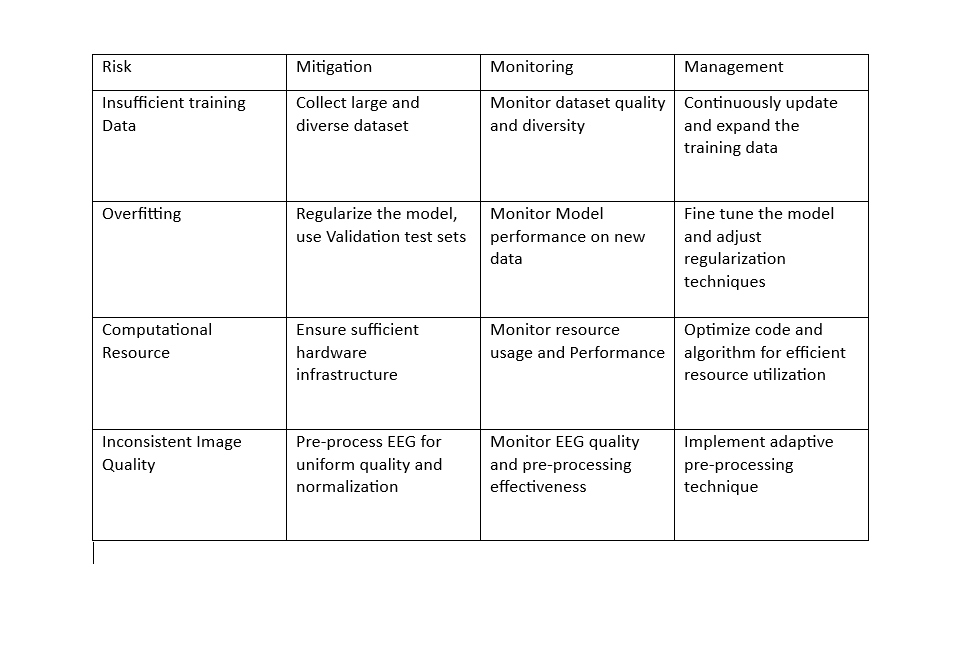 Risk
Mitigation
Monitoring
Management
Insufficient training
Data
Collect large and
diverse dataset
Monitor dataset quality
and diversity
Continuously update
and expand the
training data
Overfitting
Regularize the model,
use Validation test sets
Monitor Model
performance on new
data
Fine tune the model
and adjust
regularization
techniques
Computational
Resource
Ensure sufficient
hardware
infrastructure
Monitor resource
usage and Performance
Optimize code and
algorithm for efficient
resource utilization
Inconsistent Image
Quality
Pre-process EEG for
uniform quality and
normalization
Monitor EEG quality
and pre-processing
effectiveness
Implement adaptive
pre-processing
technique